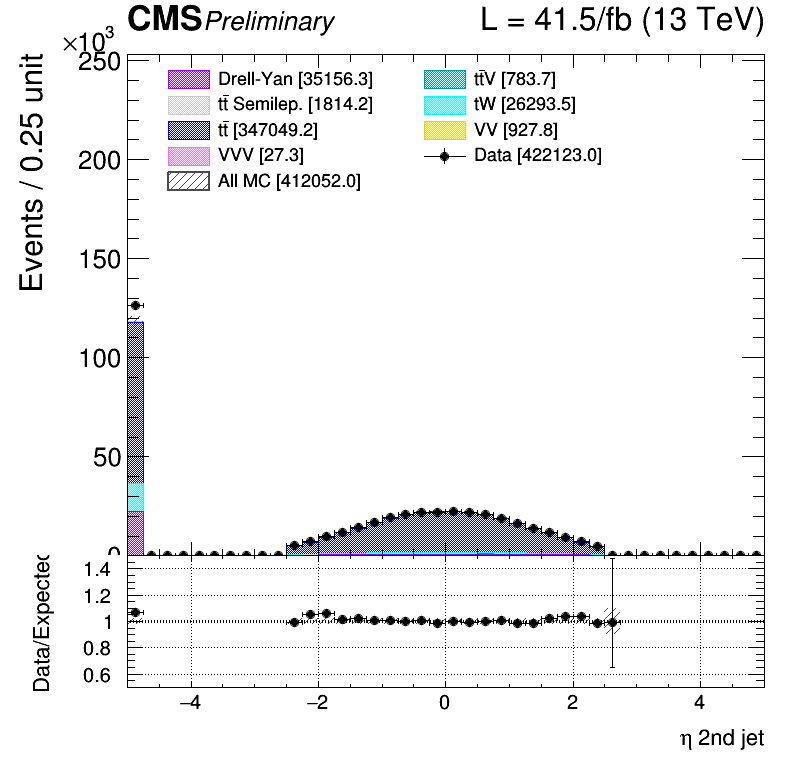 CMS Preliminary L = 41.5/fb (13 TeV)
×10³
Events / 0.25 unit
250
200
150
100
50
0
Drell-Yan [35156.3]
tt̄ Semilep. [1814.2]
tt̄ [347049.2]
VVV [27.3]
All MC [412052.0]
tt̄V [783.7]
tW [26293.5]
VV [927.8]
Data [422123.0]
Data/Expected
1.4
1.2
1
0.8
0.6
−4 −2 0 2 4
η 2nd jet